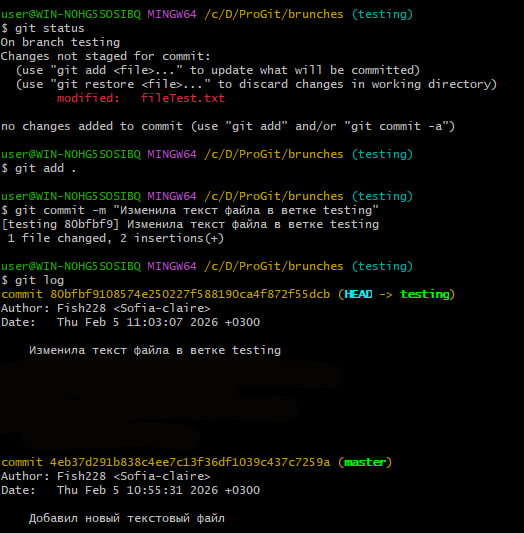 user@WIN-NOHG5SOSIBQ MINGW64 /c/D/ProGit/brunches (testing)
$ git status
On branch testing
Changes not staged for commit:
  (use "git add <file>..." to update what will be committed)
  (use "git restore <file>..." to discard changes in working directory)
        modified:   fileTest.txt
no changes added to commit (use "git add" and/or "git commit -a")
user@WIN-NOHG5SOSIBQ MINGW64 /c/D/ProGit/brunches (testing)
$ git add .
user@WIN-NOHG5SOSIBQ MINGW64 /c/D/ProGit/brunches (testing)
$ git commit -m "Изменила текст файла в ветке testing"
[testing 80bfbf9] Изменила текст файла в ветке testing
 1 file changed, 2 insertions(+)
user@WIN-NOHG5SOSIBQ MINGW64 /c/D/ProGit/brunches (testing)
$ git log
commit 80bfbf9108574e250227f588190ca4f872f55dcb (HEAD -> testing)
Author: Fish228 <Sofia-claire>
Date:   Thu Feb 5 11:03:07 2026 +0300
    Изменила текст файла в ветке testing
commit 4eb37d291b838c4ee7c13f36df1039c437c7259a (master)
Author: Fish228 <Sofia-claire>
Date:   Thu Feb 5 10:55:31 2026 +0300
    Добавил новый текстовый файл